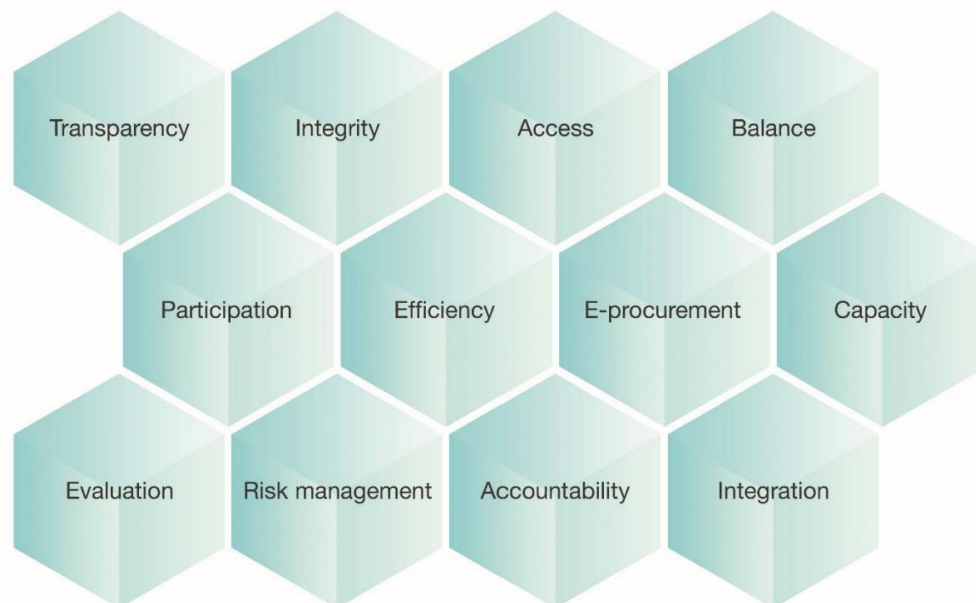 Transparency
Integrity
Access
Balance
Participation
Efficiency
E-procurement
Capacity
Evaluation
Risk management
Accountability
Integration